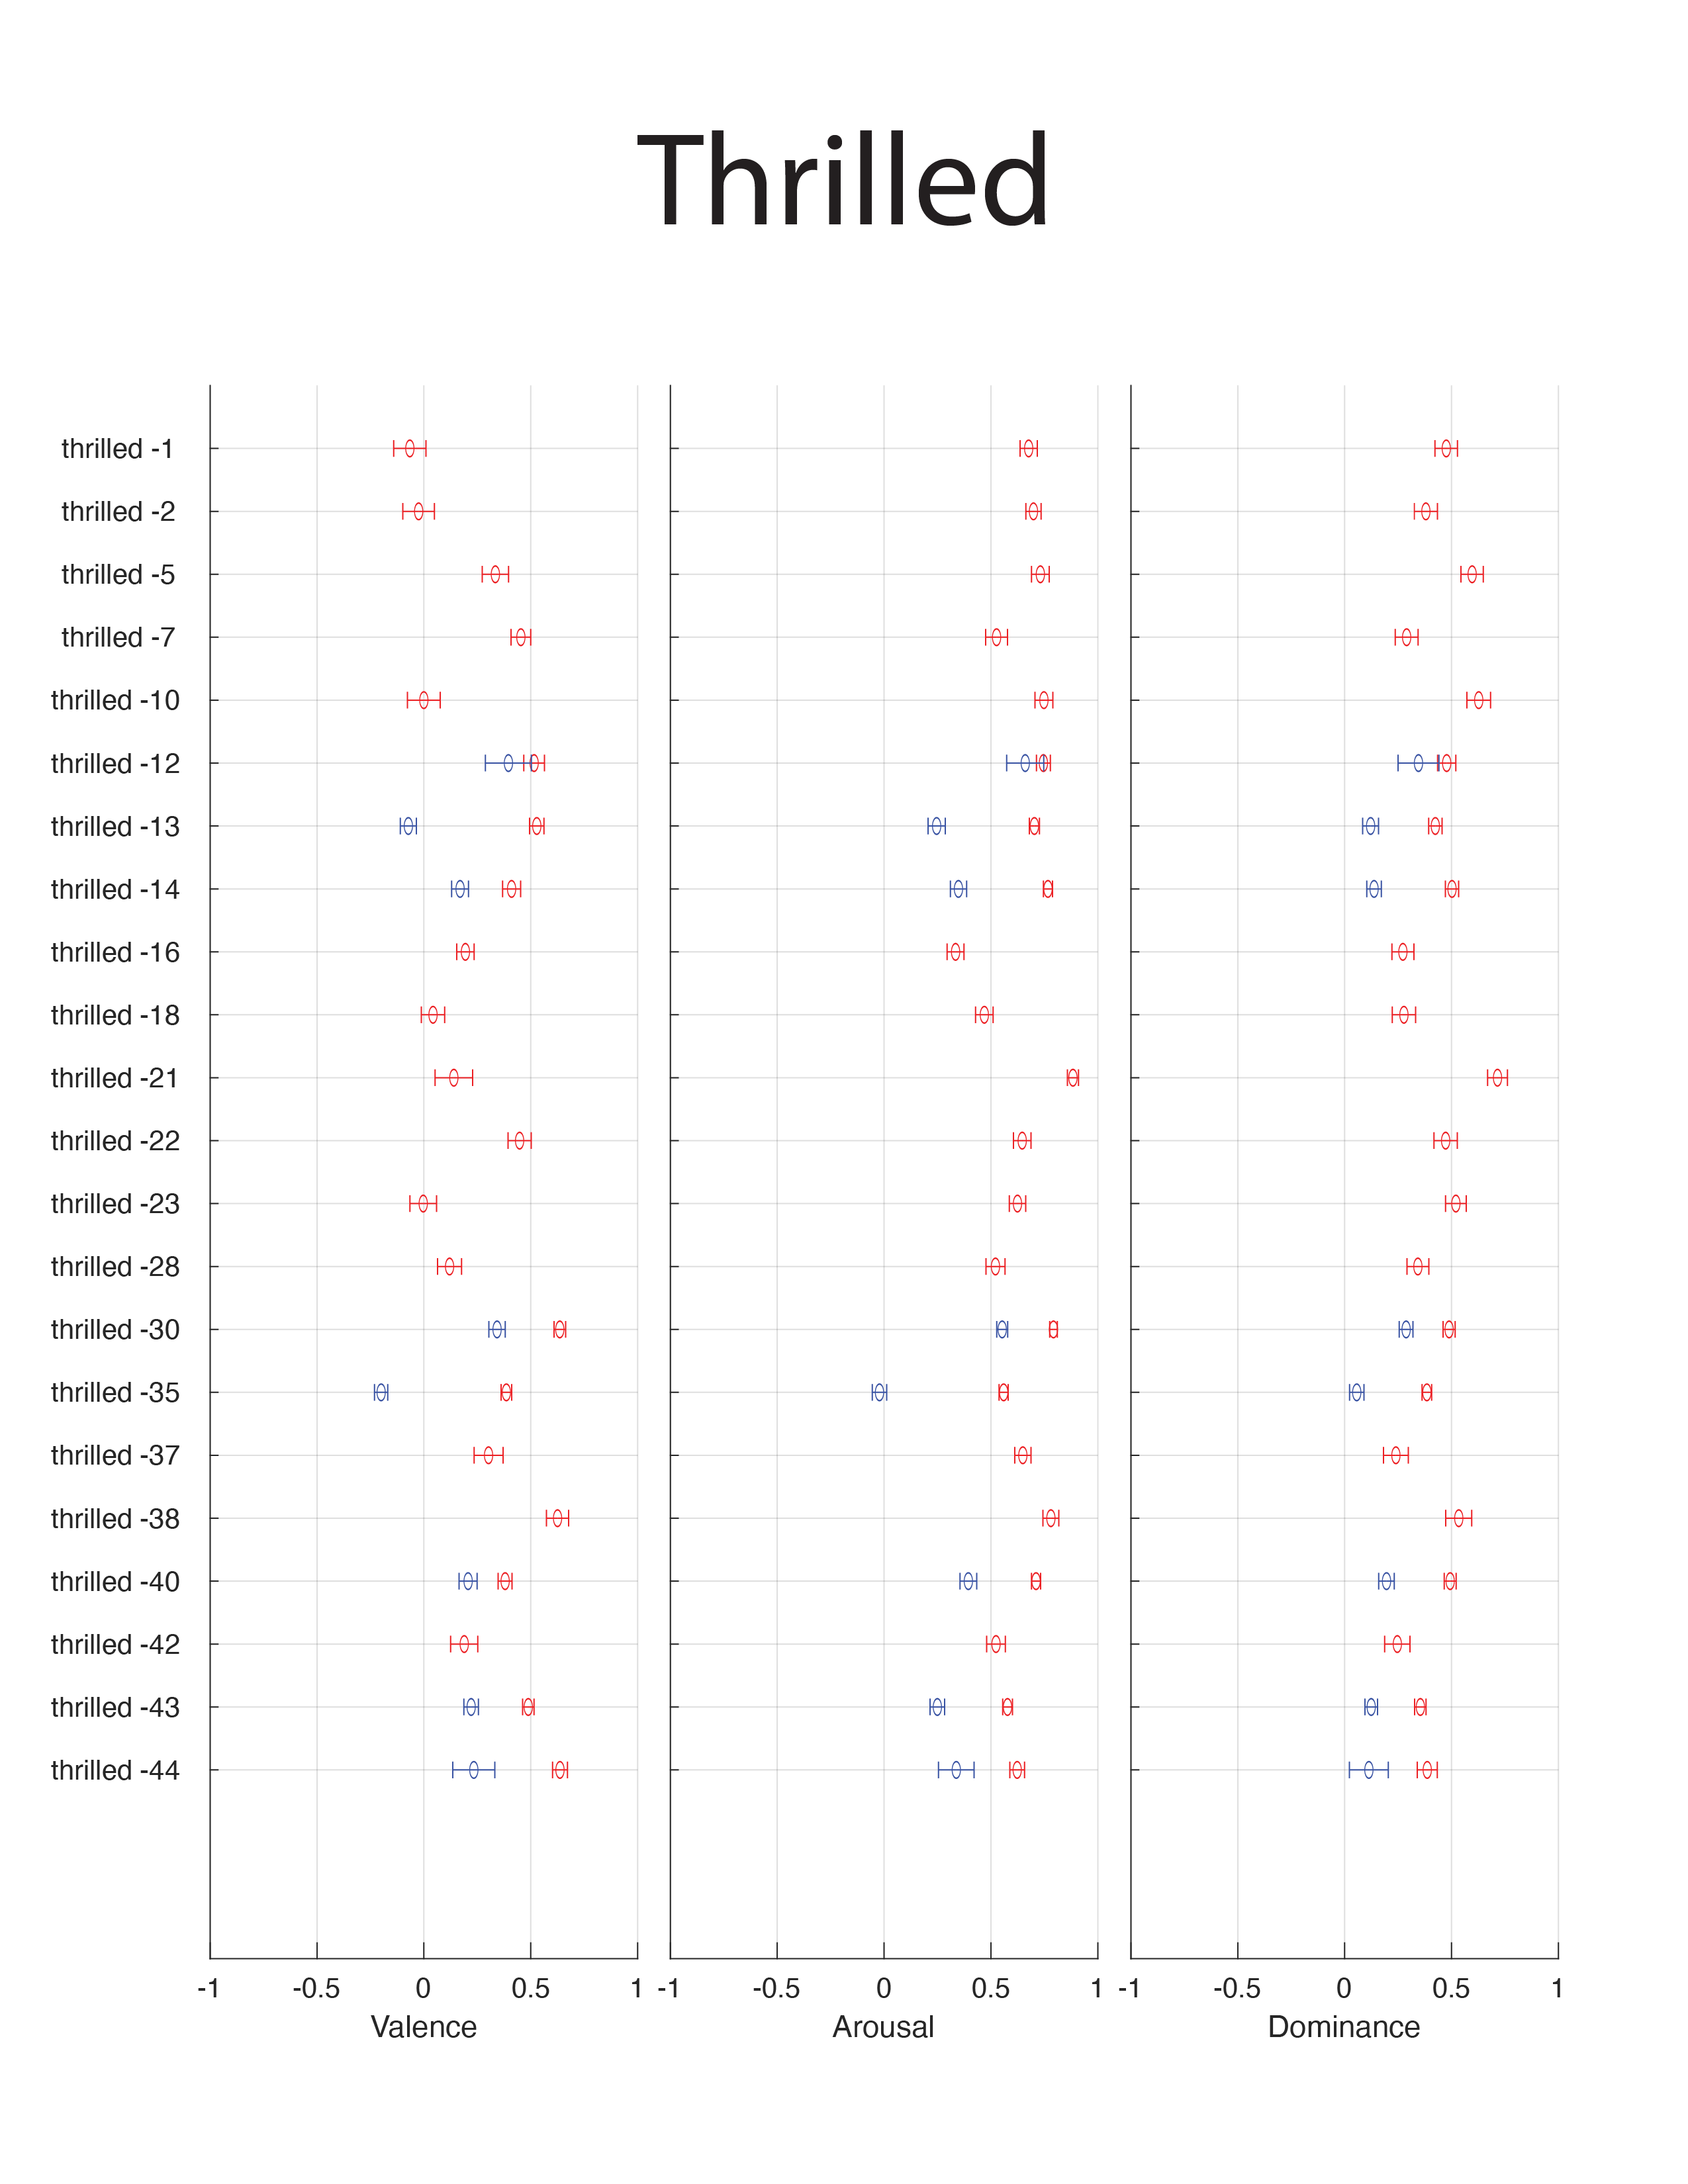 Thrilled
thrilled -1
thrilled -2
thrilled -5
thrilled -7
thrilled -10
thrilled -12
thrilled -13
thrilled -14
thrilled -16
thrilled -18
thrilled -21
thrilled -22
thrilled -23
thrilled -28
thrilled -30
thrilled -35
thrilled -37
thrilled -38
thrilled -40
thrilled -42
thrilled -43
thrilled -44
-1 -0.5 0 0.5 1 -1 -0.5 0 0.5 1 -1 -0.5 0 0.5 1
Valence Arousal Dominance